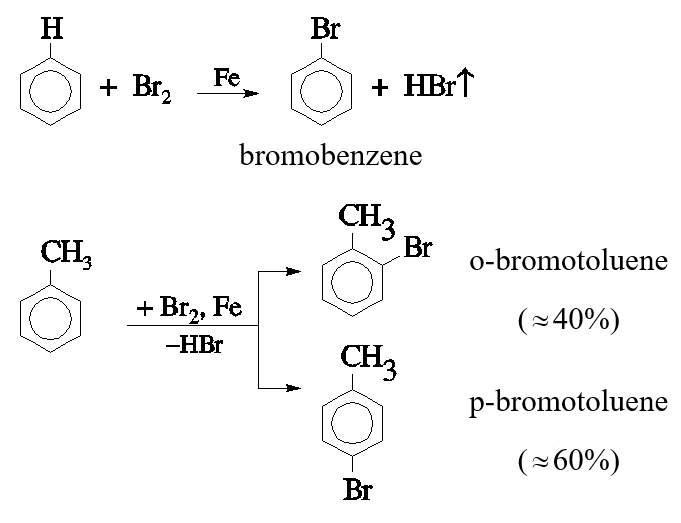 H Br
+ Br₂ Fe + HBr↑
bromobenzene
CH₃
+ Br₂, Fe
–HBr
CH₃
Br
o-bromotoluene
(≈40%)
CH₃
Br
p-bromotoluene
(≈60%)